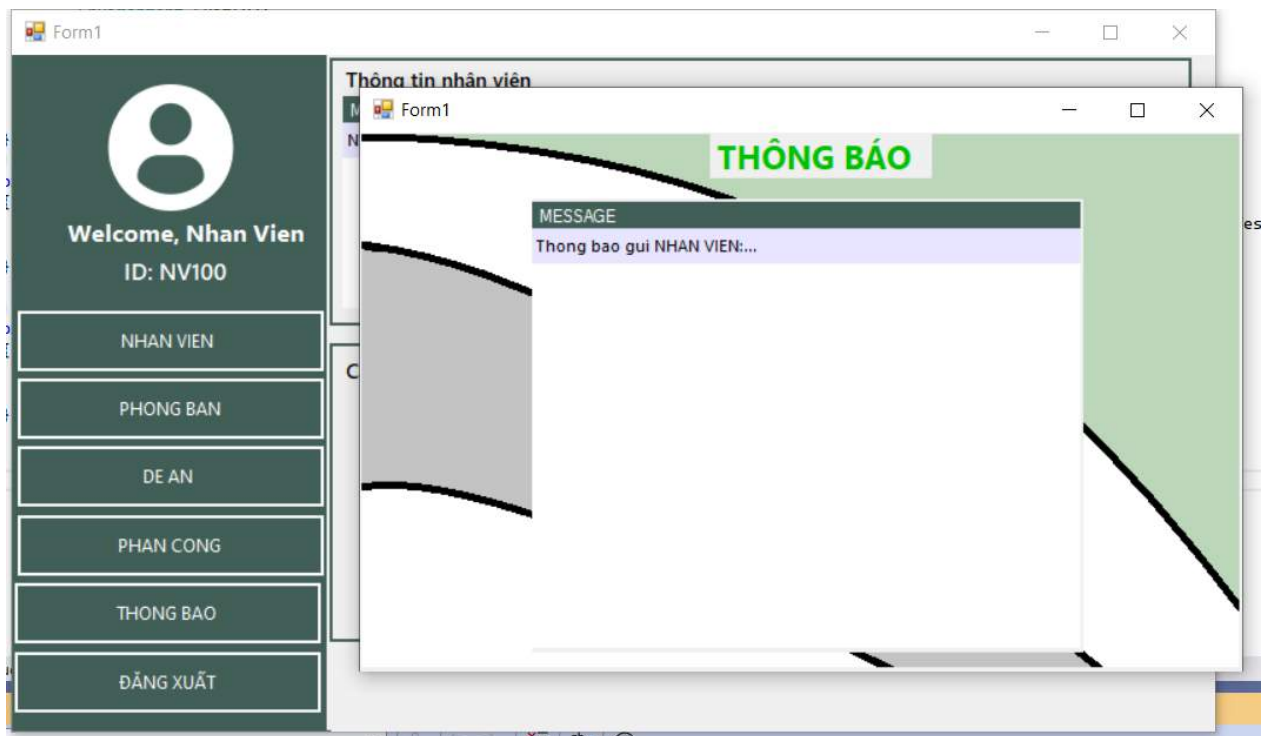 Form1
Welcome, Nhan Vien
ID: NV100
NHAN VIEN
PHONG BAN
DE AN
PHAN CONG
THONG BAO
ĐĂNG XUẤT
Thông tin nhân viên
Form1
THÔNG BÁO
MESSAGE
Thong bao gui NHAN VIEN:...